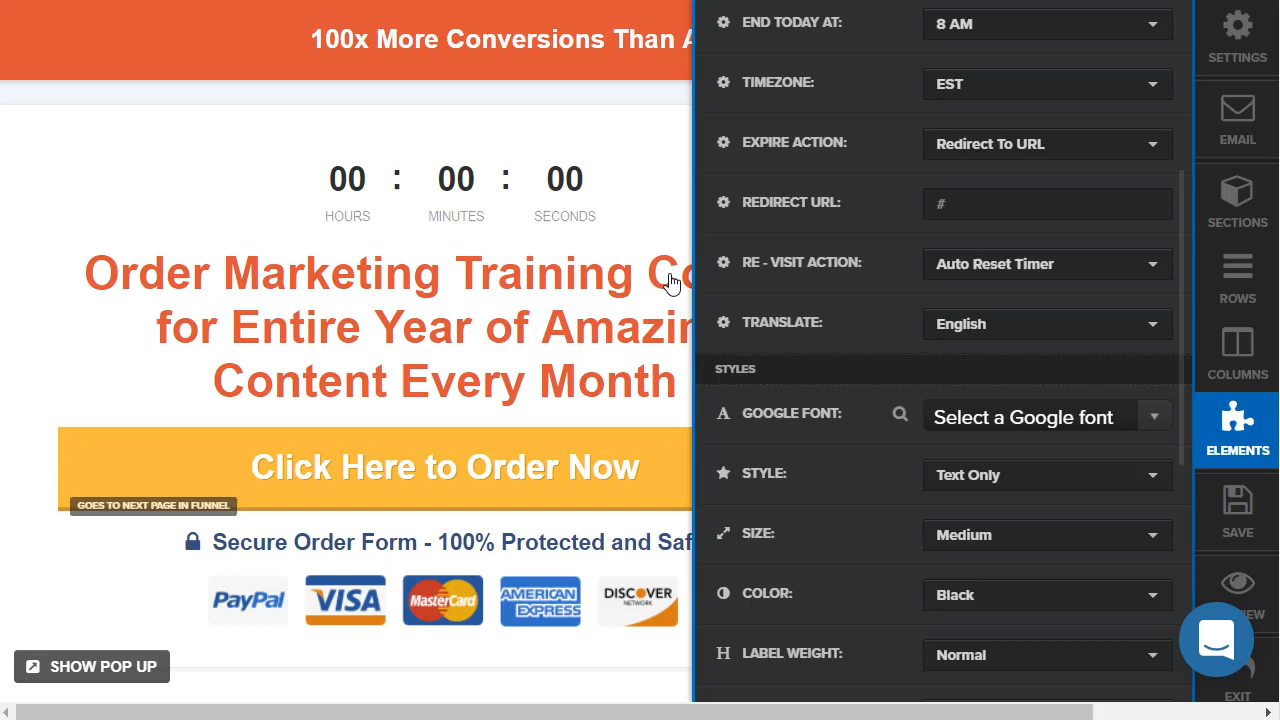 100x More Conversions Than
00 : 00 : 00
HOURS MINUTES SECONDS
Order Marketing Training
for Entire Year of
Content Every Month
Click Here to Order Now
GOES TO NEXT PAGE IN FUNNEL
Secure Order Form - 100% Protected and
PayPal VISA MasterCard AMERICAN EXPRESS DISCOVER NETWORK
SHOW POP UP
END TODAY AT: 8 AM
TIMEZONE: EST
EXPIRE ACTION: Redirect To URL
REDIRECT URL: #
RE - VISIT ACTION: Auto Reset Timer
TRANSLATE: English
STYLES
GOOGLE FONT: Select a Google font
STYLE: Text Only
SIZE: Medium
COLOR: Black
LABEL WEIGHT: Normal
SETTINGS
EMAIL
SECTIONS
ROWS
COLUMNS
ELEMENTS
SAVE
EXIT